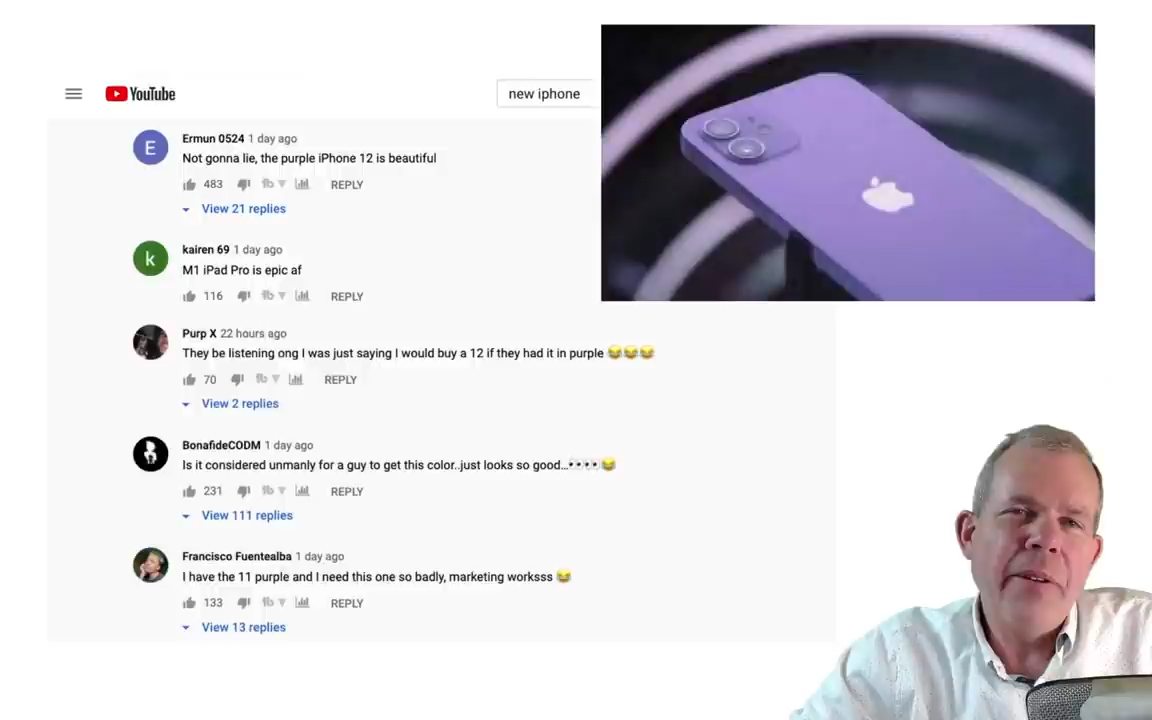 YouTube
new iphone
E
Ermun 0524 1 day ago
Not gonna lie, the purple iPhone 12 is beautiful
483
REPLY
View 21 replies
k
kairen 69 1 day ago
M1 iPad Pro is epic af
116
REPLY
Purp X 22 hours ago
They be listening ong I was just saying I would buy a 12 if they had it in purple 😂😂😂
70
REPLY
View 2 replies
BonafideCODM 1 day ago
Is it considered unmanly for a guy to get this color..just looks so good...👀👀😂
231
REPLY
View 111 replies
Francisco Fuentealba 1 day ago
I have the 11 purple and I need this one so badly, marketing worksss 😂
133
REPLY
View 13 replies